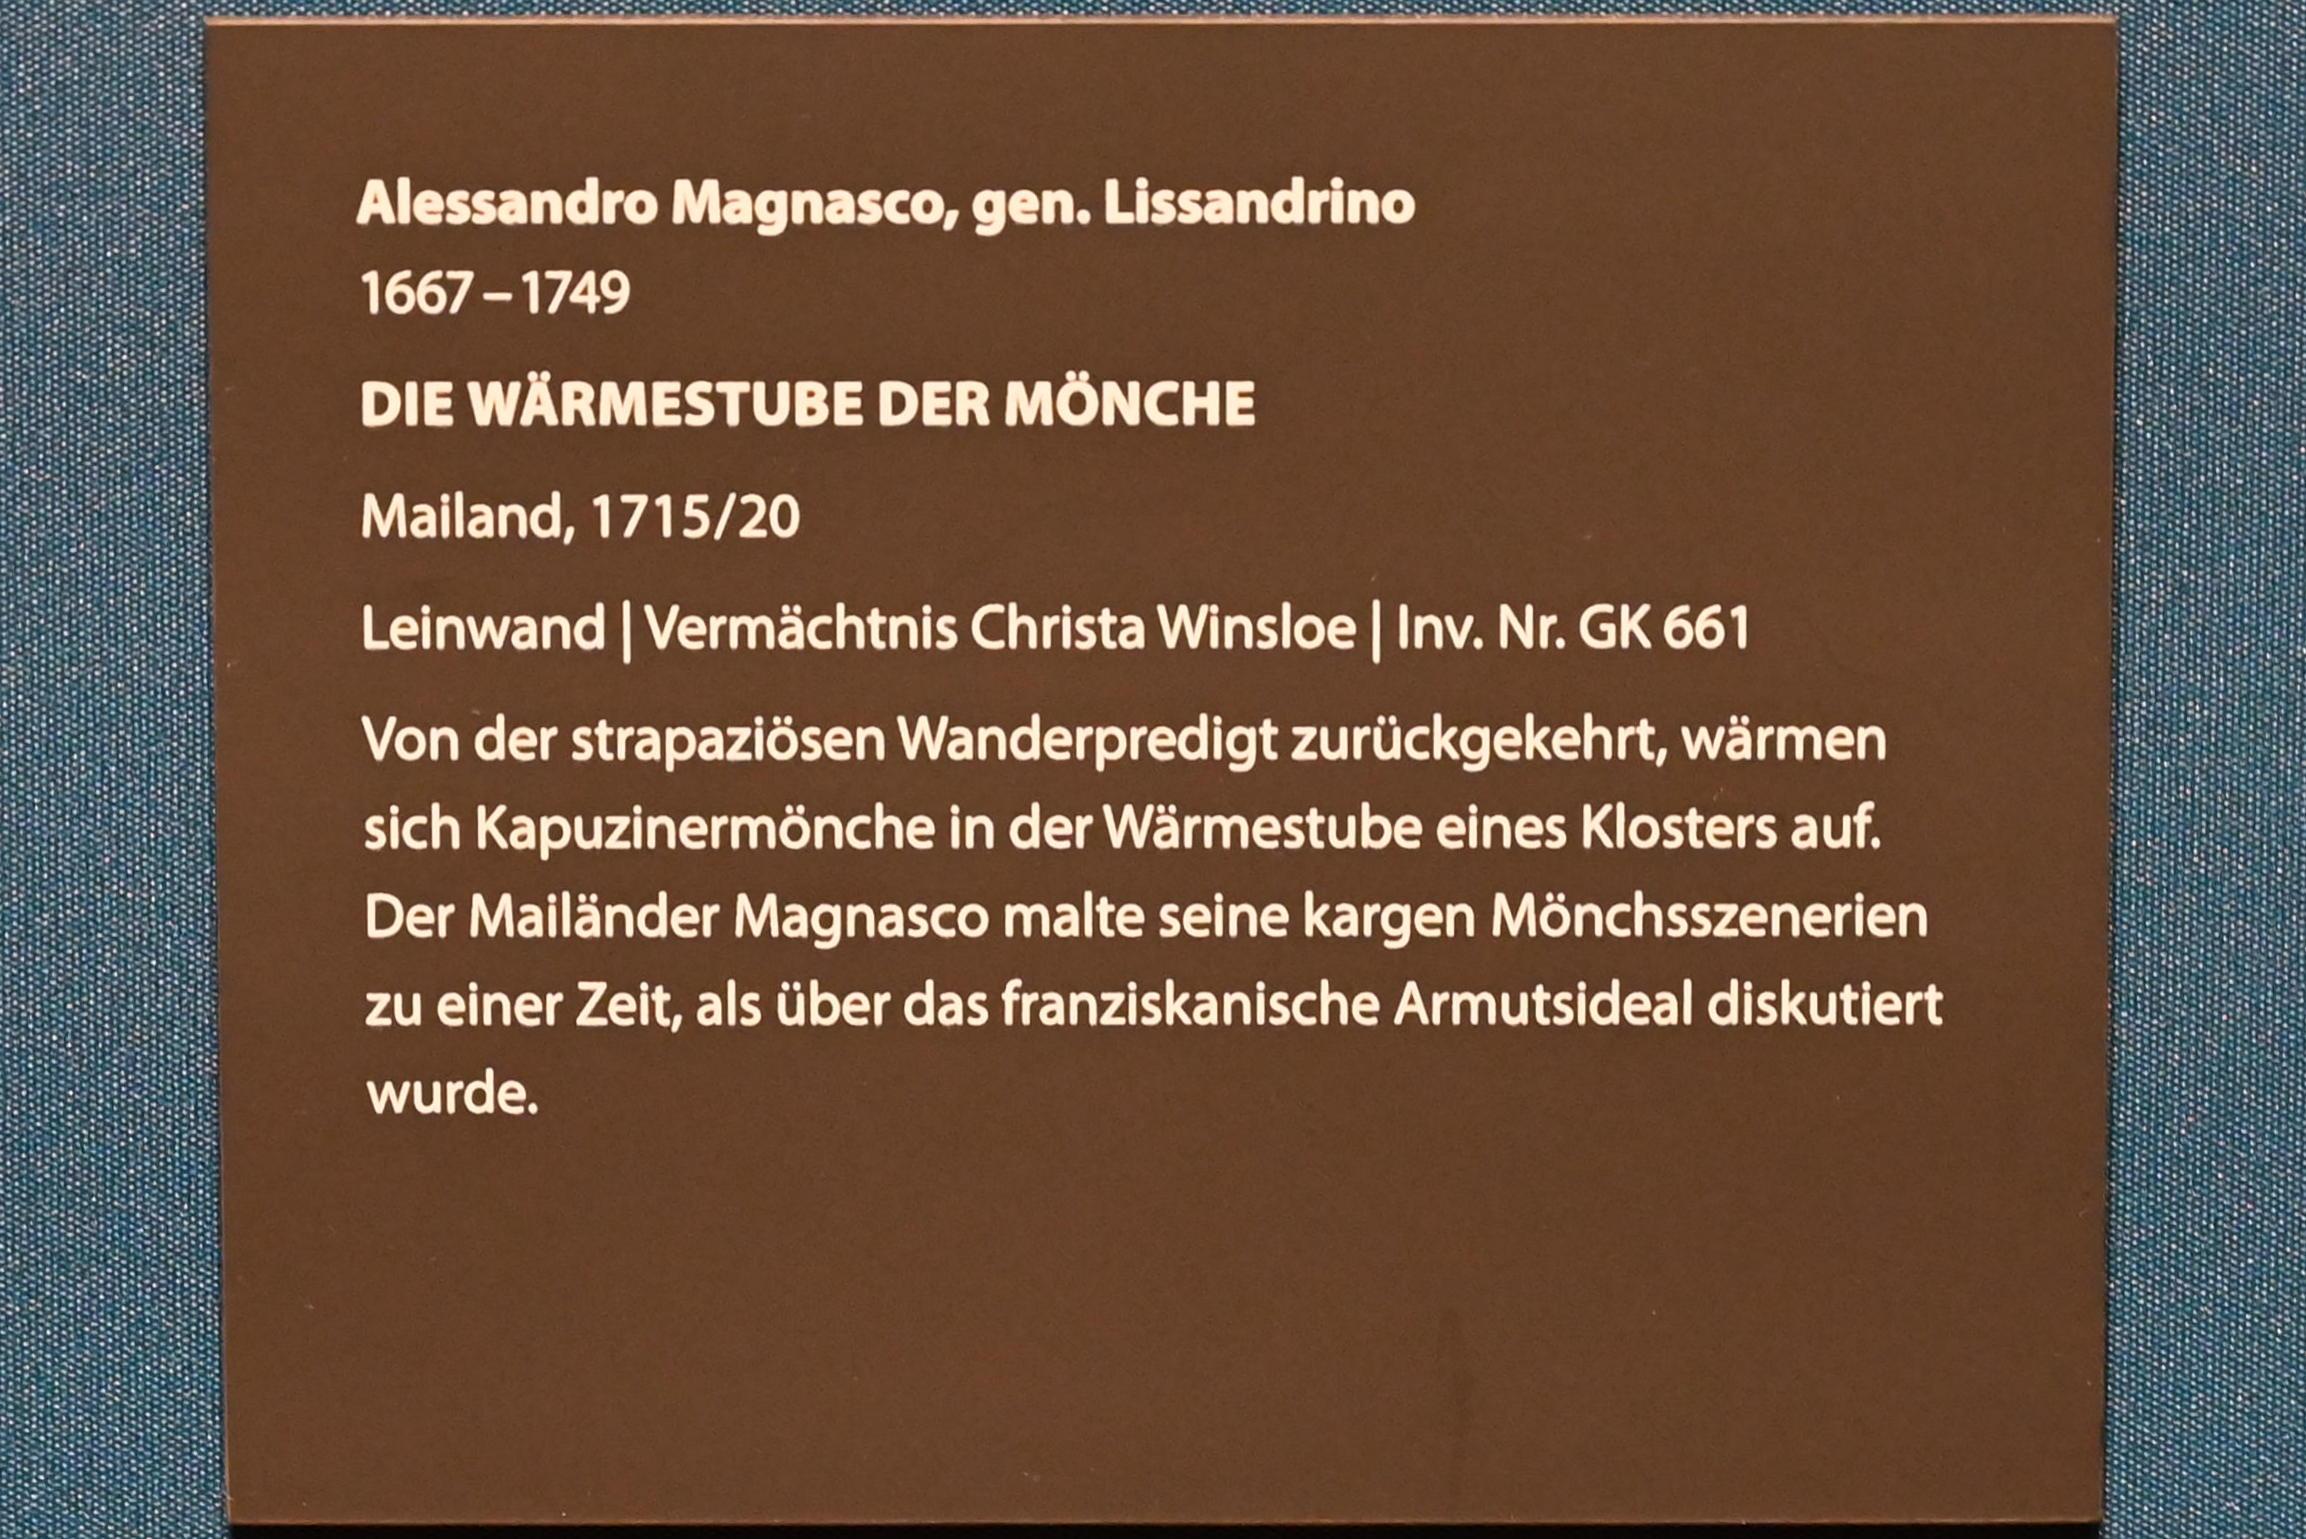 Alessandro Magnasco, gen. Lissandrino
1667 – 1749
DIE WÄRMESTUBE DER MÖNCHE
Mailand, 1715/20
Leinwand | Vermächtnis Christa Winsloe | Inv. Nr. GK 661
Von der strapaziösen Wanderpredigt zurückgekehrt, wärmen
sich Kapuzinermönche in der Wärmestube eines Klosters auf.
Der Mailänder Magnasco malte seine kargen Mönchsszenerien
zu einer Zeit, als über das franziskanische Armutsideal diskutiert
wurde.